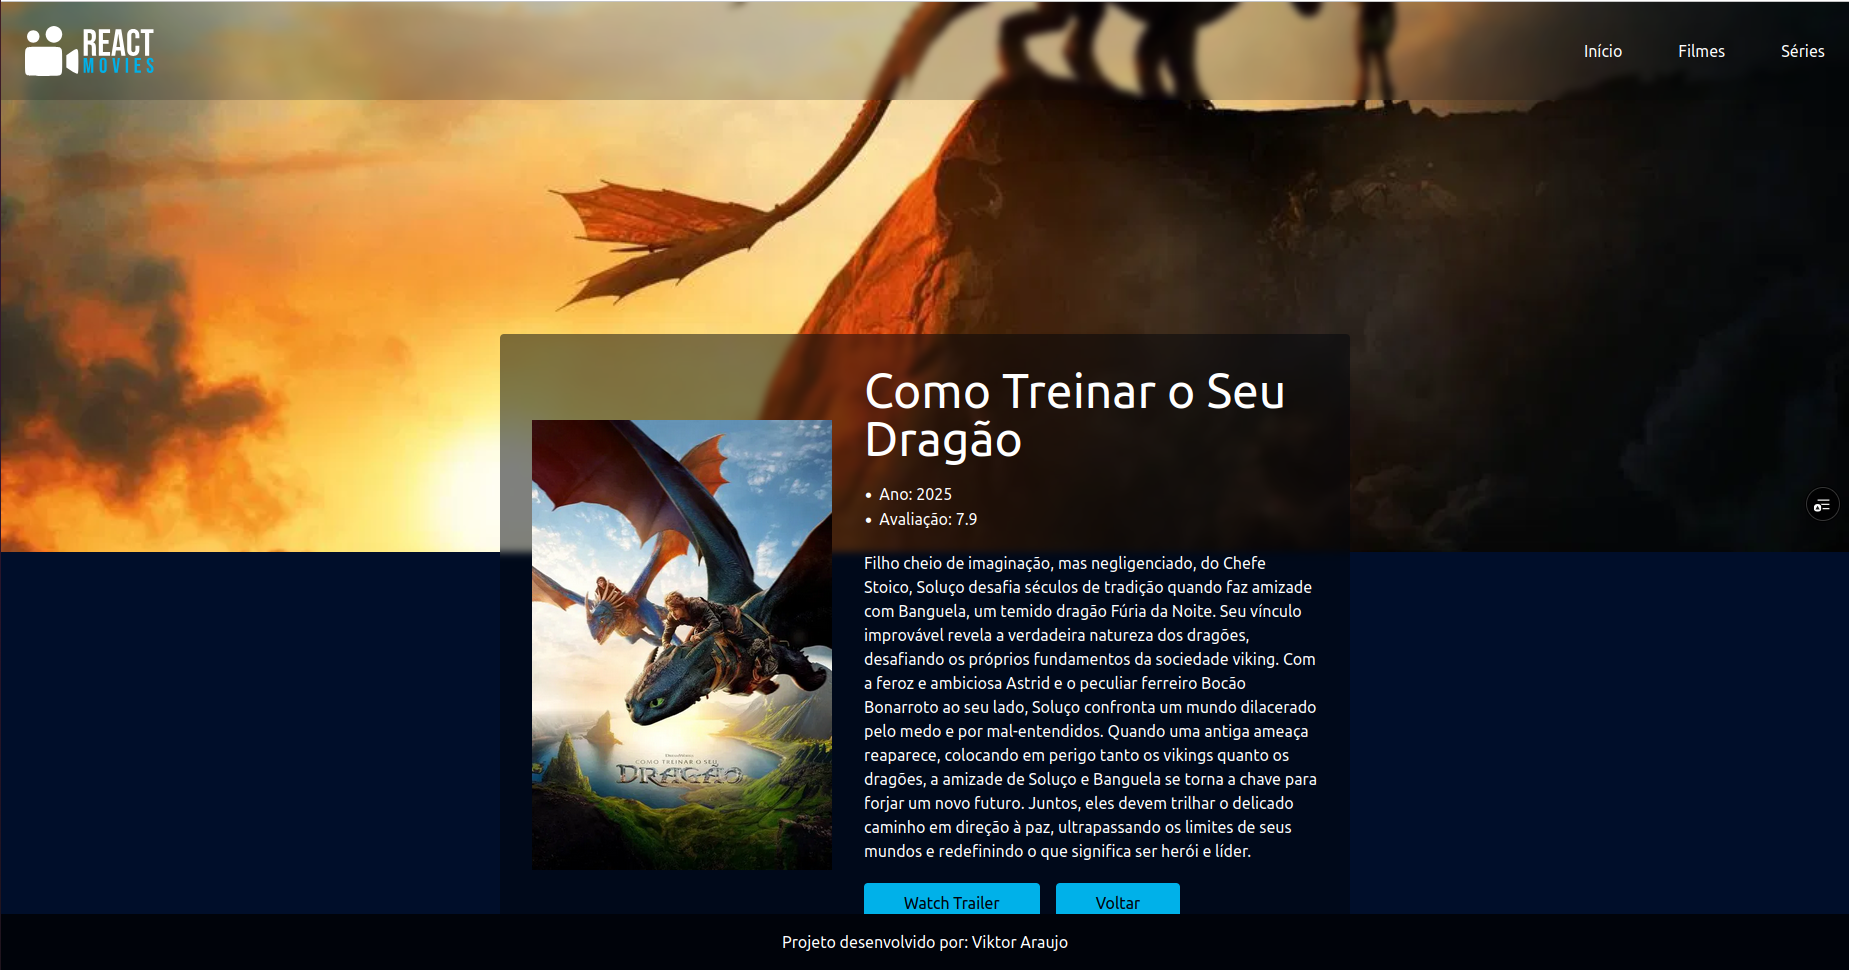 REACT
MOVIES
Início
Filmes
Séries
Como Treinar o Seu
Dragão
• Ano: 2025
• Avaliação: 7.9
Filho cheio de imaginação, mas negligenciado, do Chefe
Stoico, Soluço desafia séculos de tradição quando faz amizade
com Banguela, um temido dragão Fúria da Noite. Seu vínculo
improvável revela a verdadeira natureza dos dragões,
desafiando os próprios fundamentos da sociedade viking. Com
a feroz e ambiciosa Astrid e o peculiar ferreiro Bocão
Bonarroto ao seu lado, Soluço confronta um mundo dilacerado
pelo medo e por mal-entendidos. Quando uma antiga ameaça
reaparece, colocando em perigo tanto os vikings quanto os
dragões, a amizade de Soluço e Banguela se torna a chave para
forjar um novo futuro. Juntos, eles devem trilhar o delicado
caminho em direção à paz, ultrapassando os limites de seus
mundos e redefinindo o que significa ser herói e líder.
COMO TREINAR O SEU
DRAGÃO
Watch Trailer
Voltar
Projeto desenvolvido por: Viktor Araujo